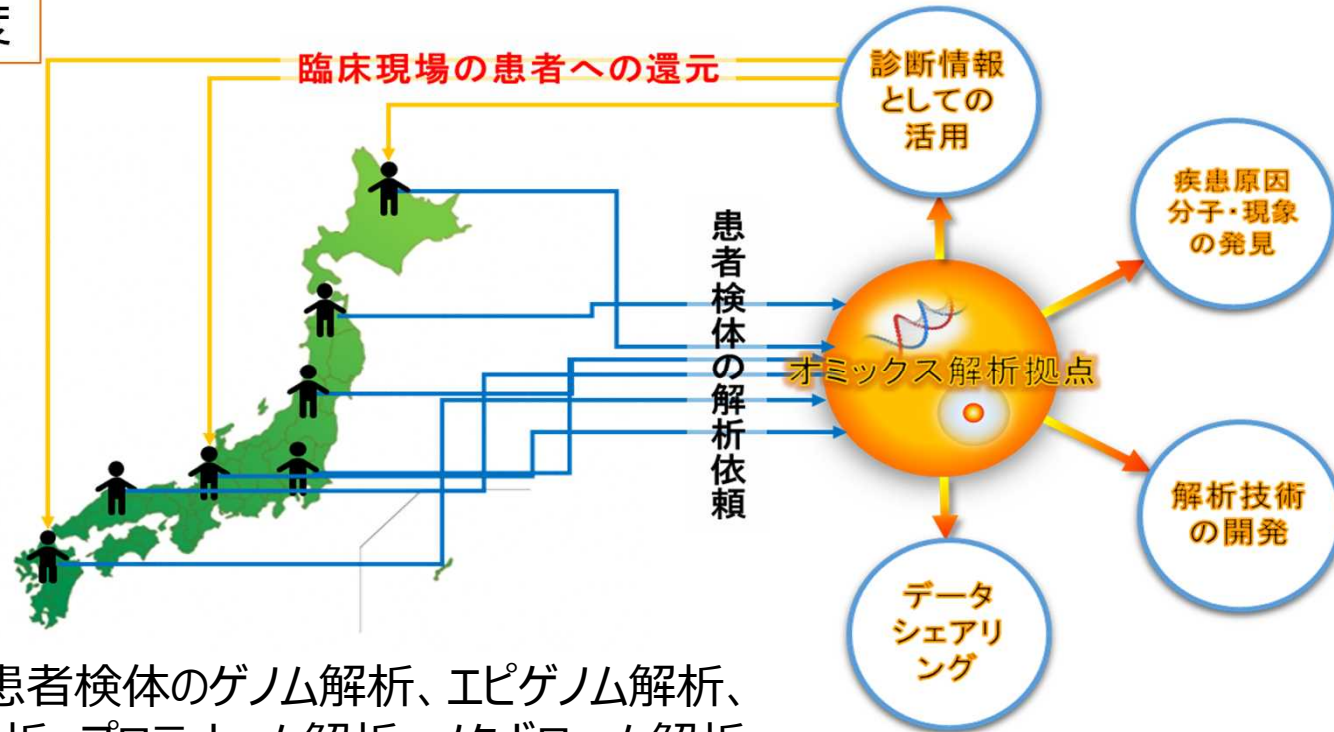 臨床現場の患者への還元
診断情報
としての
活用
疾患原因
分子・現象
の発見
患者検体の解析依頼
オミックス解析拠点
解析技術
の開発
データ
シェアリ
ング
患者検体のゲノム解析、エピゲノム解析、